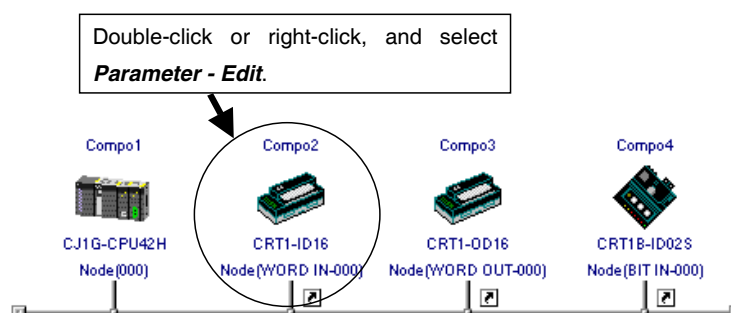 Double-click or right-click, and select
Parameter - Edit.
Compo1
Compo2
Compo3
Compo4
CJ1G-CPU42H
CRT1-ID16
CRT1-OD16
CRT1B-ID02S
Node(000)
Node(WORD IN-000)
Node(WORD OUT-000)
Node(BIT IN-000)